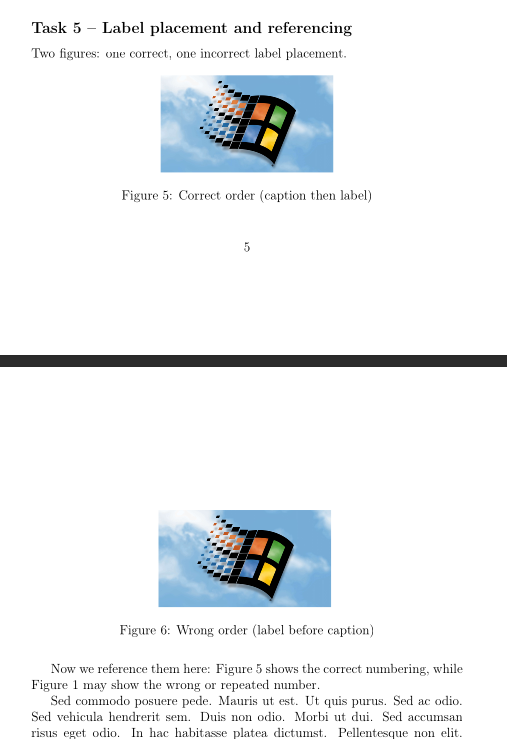 Task 5 – Label placement and referencing
Two figures: one correct, one incorrect label placement.
Figure 5: Correct order (caption then label)
5
Figure 6: Wrong order (label before caption)
Now we reference them here: Figure 5 shows the correct numbering, while
Figure 1 may show the wrong or repeated number.
Sed commodo posuere pede. Mauris ut est. Ut quis purus. Sed ac odio.
Sed vehicula hendrerit sem. Duis non odio. Morbi ut dui. Sed accumsan
risus eget odio. In hac habitasse platea dictumst. Pellentesque non elit.